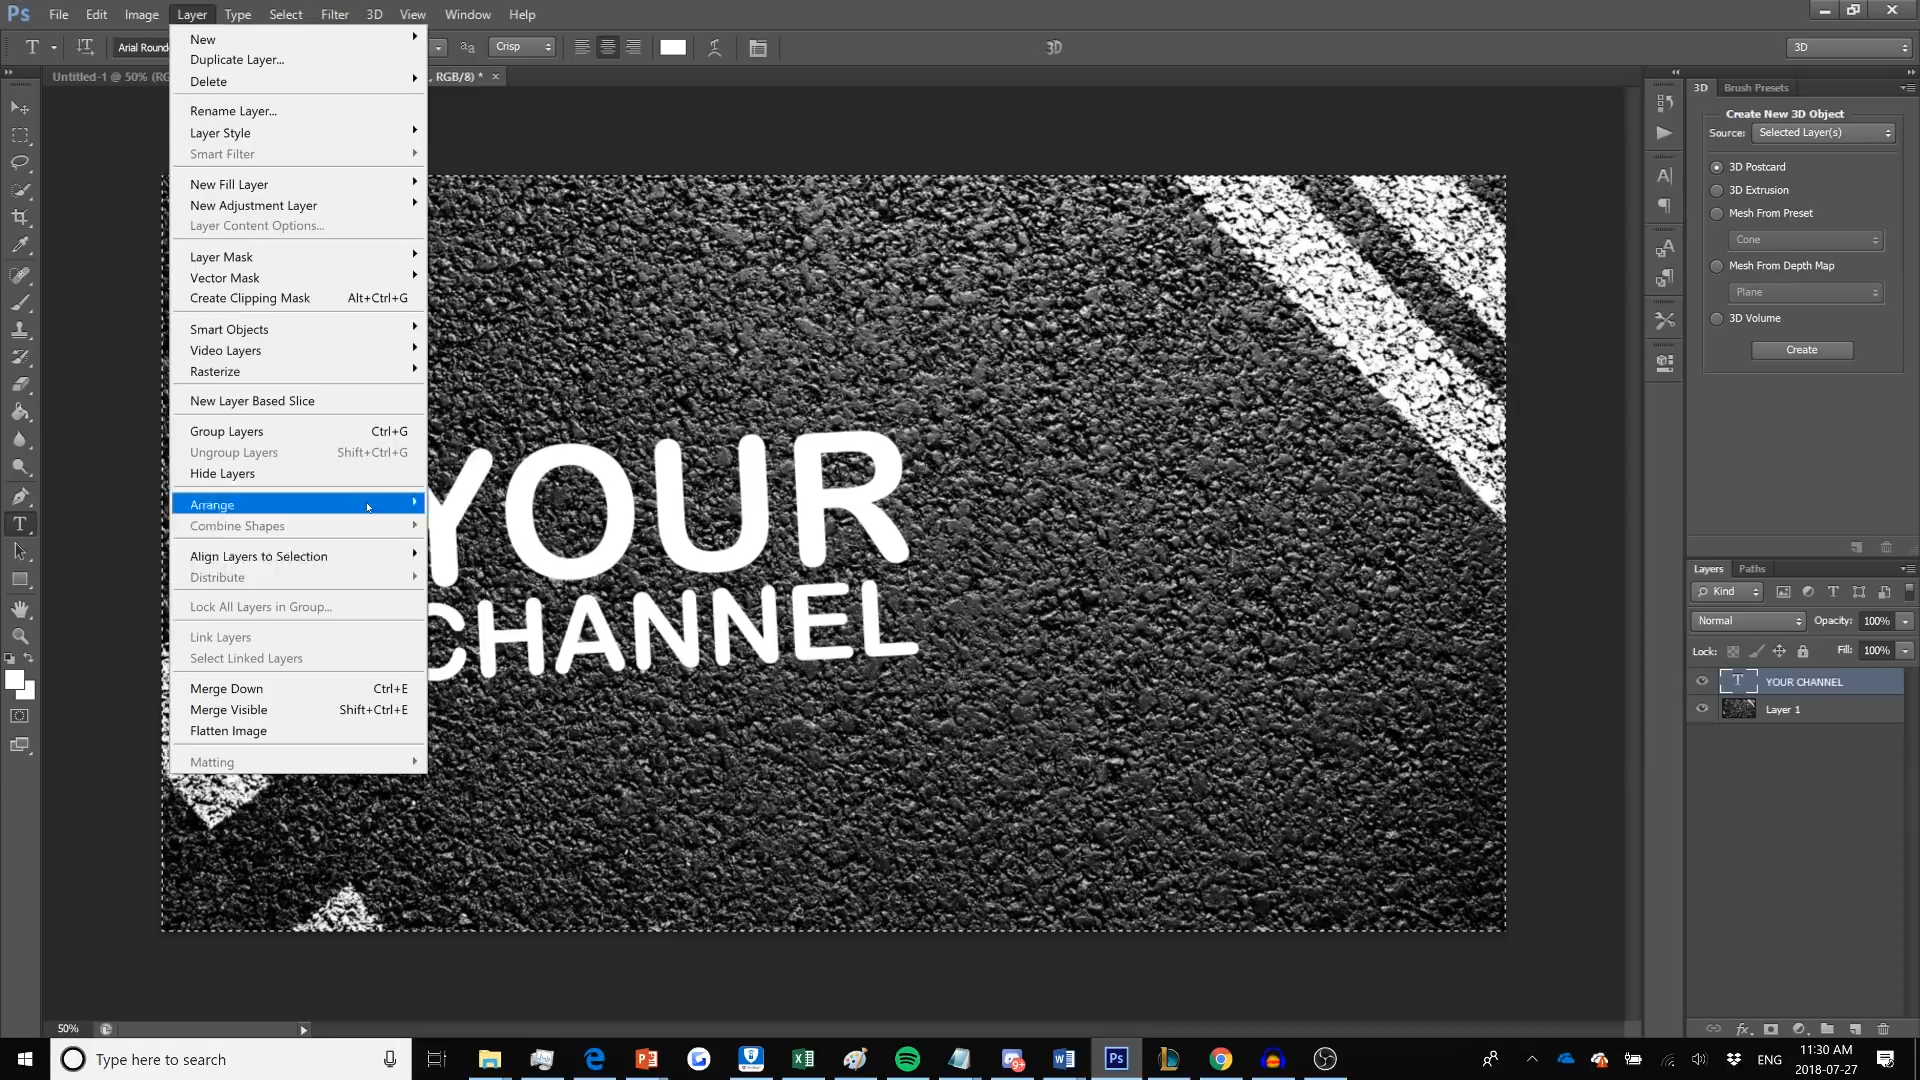 Ps File Edit Image Layer Type Select Filter 3D View Window Help
T Arial Round aa Crisp 3D 3D
Untitled-1 @ 50% (RG , RGB/8) * ×
New
Duplicate Layer...
Delete
Rename Layer...
Layer Style
Smart Filter
New Fill Layer
New Adjustment Layer
Layer Content Options...
Layer Mask
Vector Mask
Create Clipping Mask Alt+Ctrl+G
Smart Objects
Video Layers
Rasterize
New Layer Based Slice
Group Layers Ctrl+G
Ungroup Layers Shift+Ctrl+G
Hide Layers
Arrange
Combine Shapes
Align Layers to Selection
Distribute
Lock All Layers in Group...
Link Layers
Select Linked Layers
Merge Down Ctrl+E
Merge Visible Shift+Ctrl+E
Flatten Image
Matting
YOUR
CHANNEL
3D Brush Presets
Create New 3D Object
Source: Selected Layer(s)
3D Postcard
3D Extrusion
Mesh From Preset
Cone
Mesh From Depth Map
Plane
3D Volume
Create
Layers Paths
Kind
Normal Opacity: 100%
Lock: Fill: 100%
T YOUR CHANNEL
Layer 1
50%
Type here to search
Ps
ENG
11:30 AM
2018-07-27